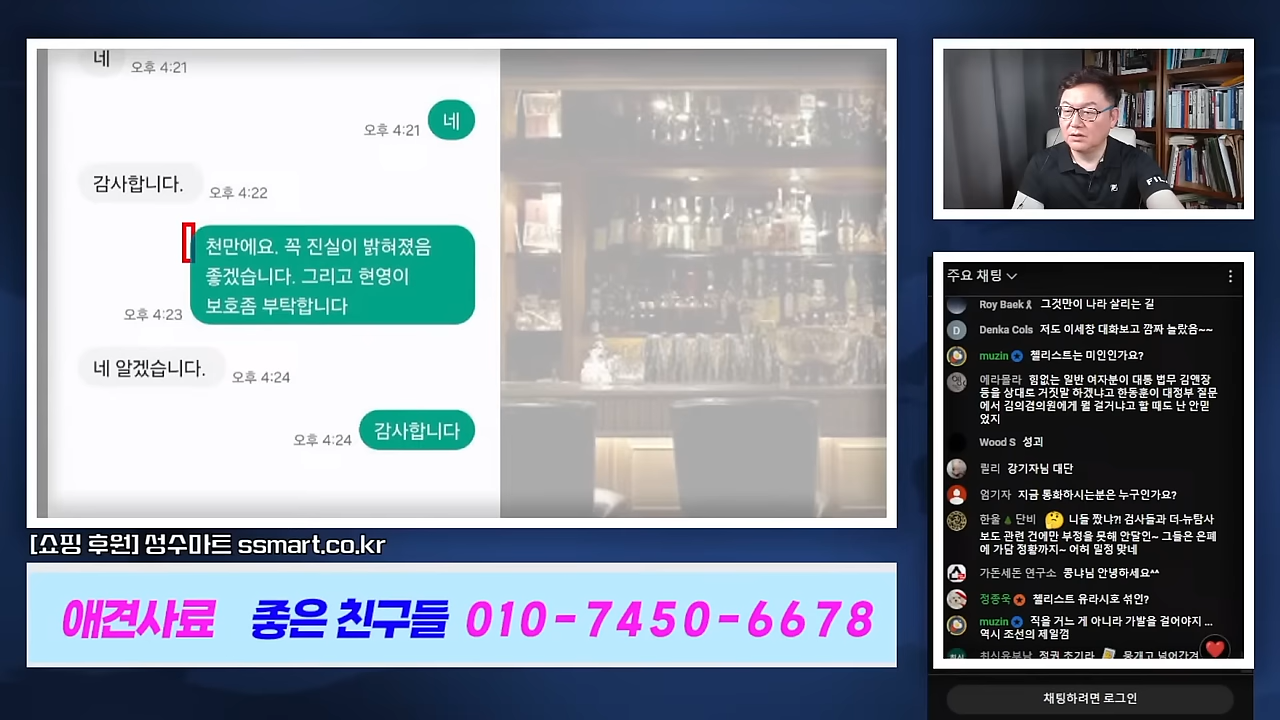 네
오후 4:21
네
오후 4:21
감사합니다.
오후 4:22
천만에요. 꼭 진실이 밝혀졌음
좋겠습니다. 그리고 현영이
보호좀 부탁합니다
오후 4:23
네 알겠습니다.
오후 4:24
감사합니다
오후 4:24
[쇼핑 후원] 성수마트 ssmart.co.kr
애견사료 좋은 친구들 010-7450-6678
FIL
주요 채팅
Roy Baek 그것만이 나라 살리는 길
D
Denka Cols 저도 이세창 대화보고 깜짝 놀랐음~~
muzin 첼리스트는 미인인가요?
에라몰라 힘없는 일반 여자분이 대통 법무 김앤장
등을 상대로 거짓말 하겠냐고 한동훈이 대정부 질문
에서 김의겸의원에게 뭘 걸거냐고 할 때도 난 안믿
었지
Wood S 성괴
필리 강기자님 대단
엄기자 지금 통화하시는분은 누구인가요?
한울🌲단비 🤔 니들 짰냐?! 검사들과 더-뉴탐사
보도 관련 건에만 부정을 못해 안달인~ 그들은 은폐
에 가담 정황까지~ 어허 밀정 맞네
가돈세돈 연구소 콩냐님 안녕하세요^^
정종욱 첼리스트 유라시호 섞인?
muzin 직을 거느 게 아니라 가발을 걸어야지 ...
역시 조선의 제일껌
채팅하려면 로그인